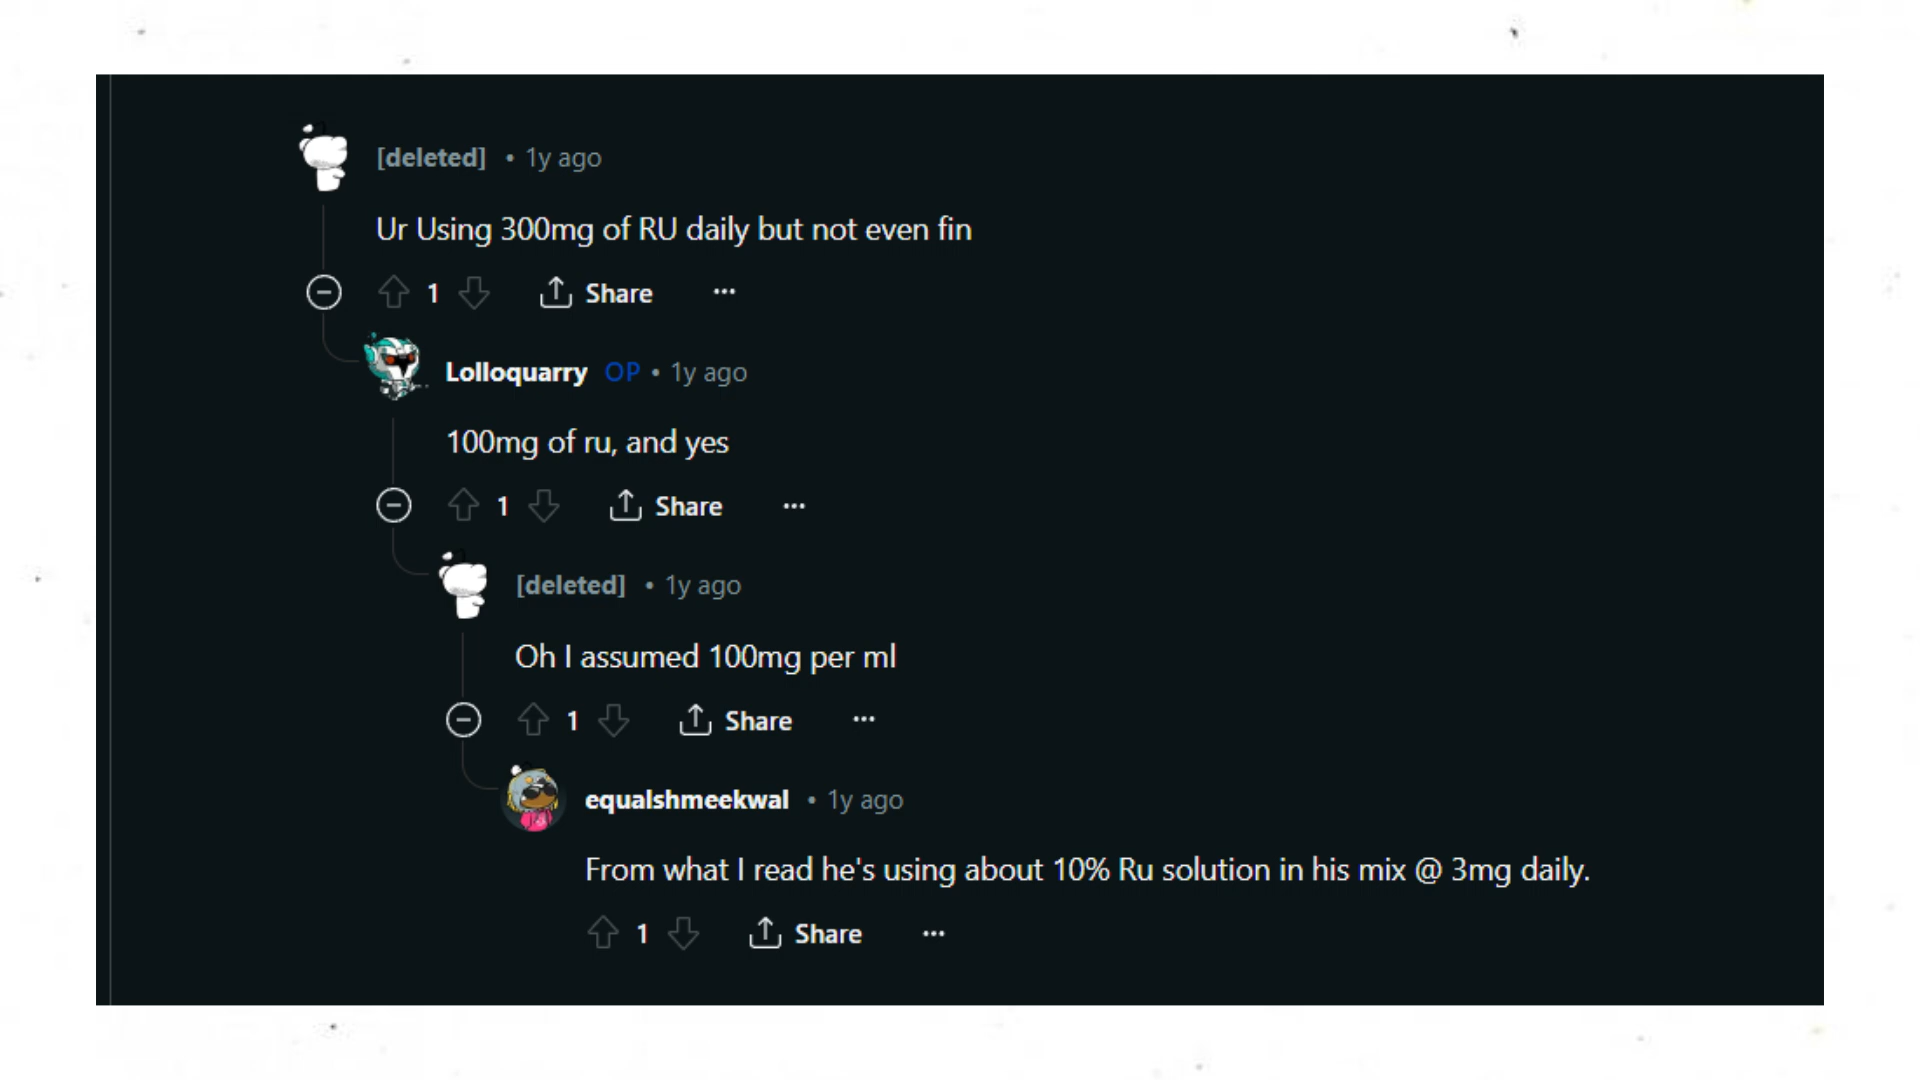 [deleted] • 1y ago
Ur Using 300mg of RU daily but not even fin
1 Share ...
Lolloquarry OP • 1y ago
100mg of ru, and yes
1 Share ...
[deleted] • 1y ago
Oh I assumed 100mg per ml
1 Share ...
equalshmeekwal • 1y ago
From what I read he's using about 10% Ru solution in his mix @ 3mg daily.
1 Share ...